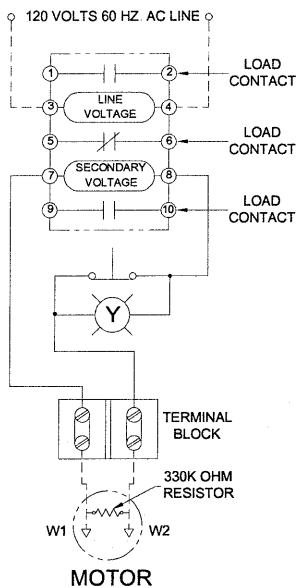 120 VOLTS 60 HZ. AC LINE
1
2
LOAD
CONTACT
3
LINE
VOLTAGE
4
5
6
LOAD
CONTACT
7
SECONDARY
VOLTAGE
8
9
10
LOAD
CONTACT
Y
TERMINAL
BLOCK
330K OHM
RESISTOR
W1
W2
MOTOR